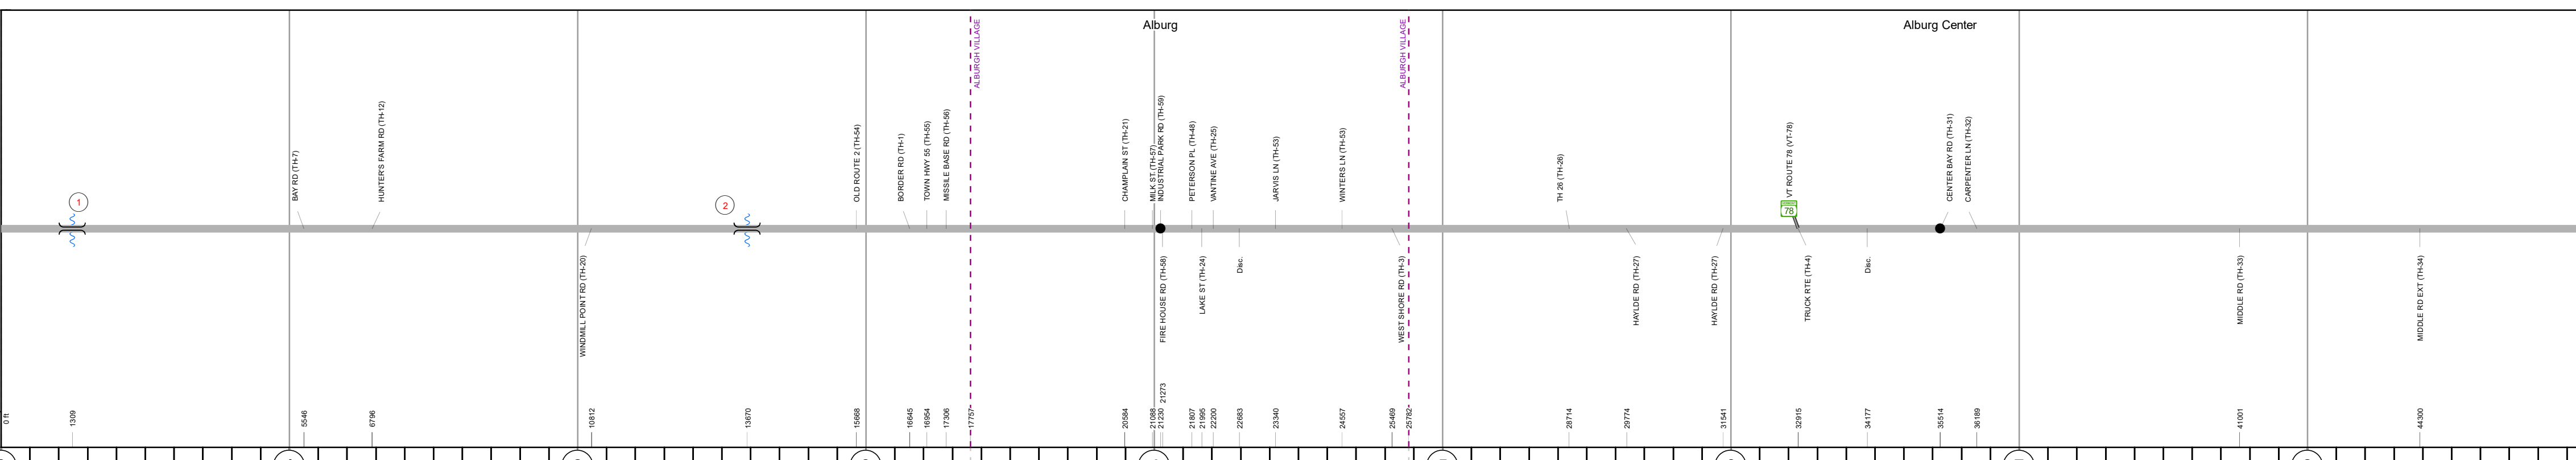 Alburg
Alburg Center
ALBURGH VILLAGE
ALBURGH VILLAGE
1
BAY RD (TH-7)
HUNTER'S FARM RD (TH-12)
2
OLD ROUTE 2 (TH-54)
BORDER RD (TH-1)
TOWN HWY 55 (TH-55)
MISSILE BASE RD (TH-56)
CHAMPLAIN ST (TH-21)
MILK ST (TH-57)
INDUSTRIAL PARK RD (TH-59)
PETERSON PL (TH-48)
VANTINE AVE (TH-25)
JARVIS LN (TH-53)
WINTERS LN (TH-53)
TH 26 (TH-26)
VT ROUTE 78 (VT-78)
78
CENTER BAY RD (TH-31)
CARPENTER LN (TH-32)
WINDMILL POINT RD (TH-20)
FIRE HOUSE RD (TH-58)
LAKE ST (TH-24)
Disc.
WEST SHORE RD (TH-3)
HAYLDE RD (TH-27)
HAYLDE RD (TH-27)
TRUCK RTE (TH-4)
Disc.
MIDDLE RD (TH-33)
MIDDLE RD EXT (TH-34)
0 ft
1309
5546
6796
10812
13670
15668
16645
16954
17306
17757
20584
21088
21230
21273
21807
21995
22200
22683
23340
24557
25469
25782
28714
29774
31541
32915
34177
35514
36189
41001
44300